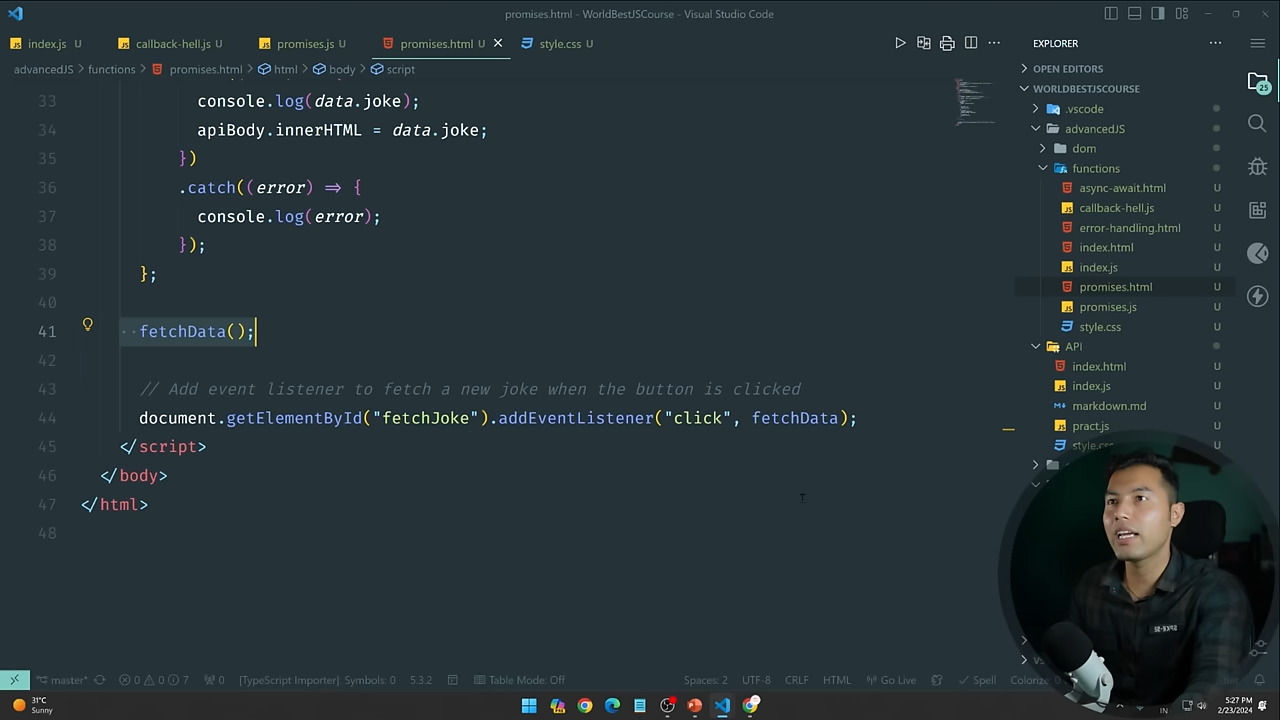 promises.html - WorldBestJSCourse - Visual Studio Code
index.js U
callback-hell.js U
promises.js U
promises.html U
style.css U
advancedJS > functions > promises.html > html > body > script
33 console.log(data.joke);
34 apiBody.innerHTML = data.joke;
35 })
36 .catch((error) => {
37 console.log(error);
38 });
39 };
40
41 fetchData();
42
43 // Add event listener to fetch a new joke when the button is clicked
44 document.getElementById("fetchJoke").addEventListener("click", fetchData);
45 </script>
46 </body>
47 </html>
48
EXPLORER
OPEN EDITORS
WORLDBESTJSCOURSE
.vscode
advancedJS
dom
functions
async-await.html U
callback-hell.js U
error-handling.html U
index.html U
index.js U
promises.html U
promises.js U
style.css U
API
index.html U
index.js U
markdown.md U
pract.js U
25
master*
0 0 7
0
[TypeScript Importer]: Symbols: 0
5.3.2
Table Mode: Off
Spaces: 2
UTF-8
CRLF
HTML
Go Live
Spell
31°C
Sunny
IN
5:27 PM
2/23/2024